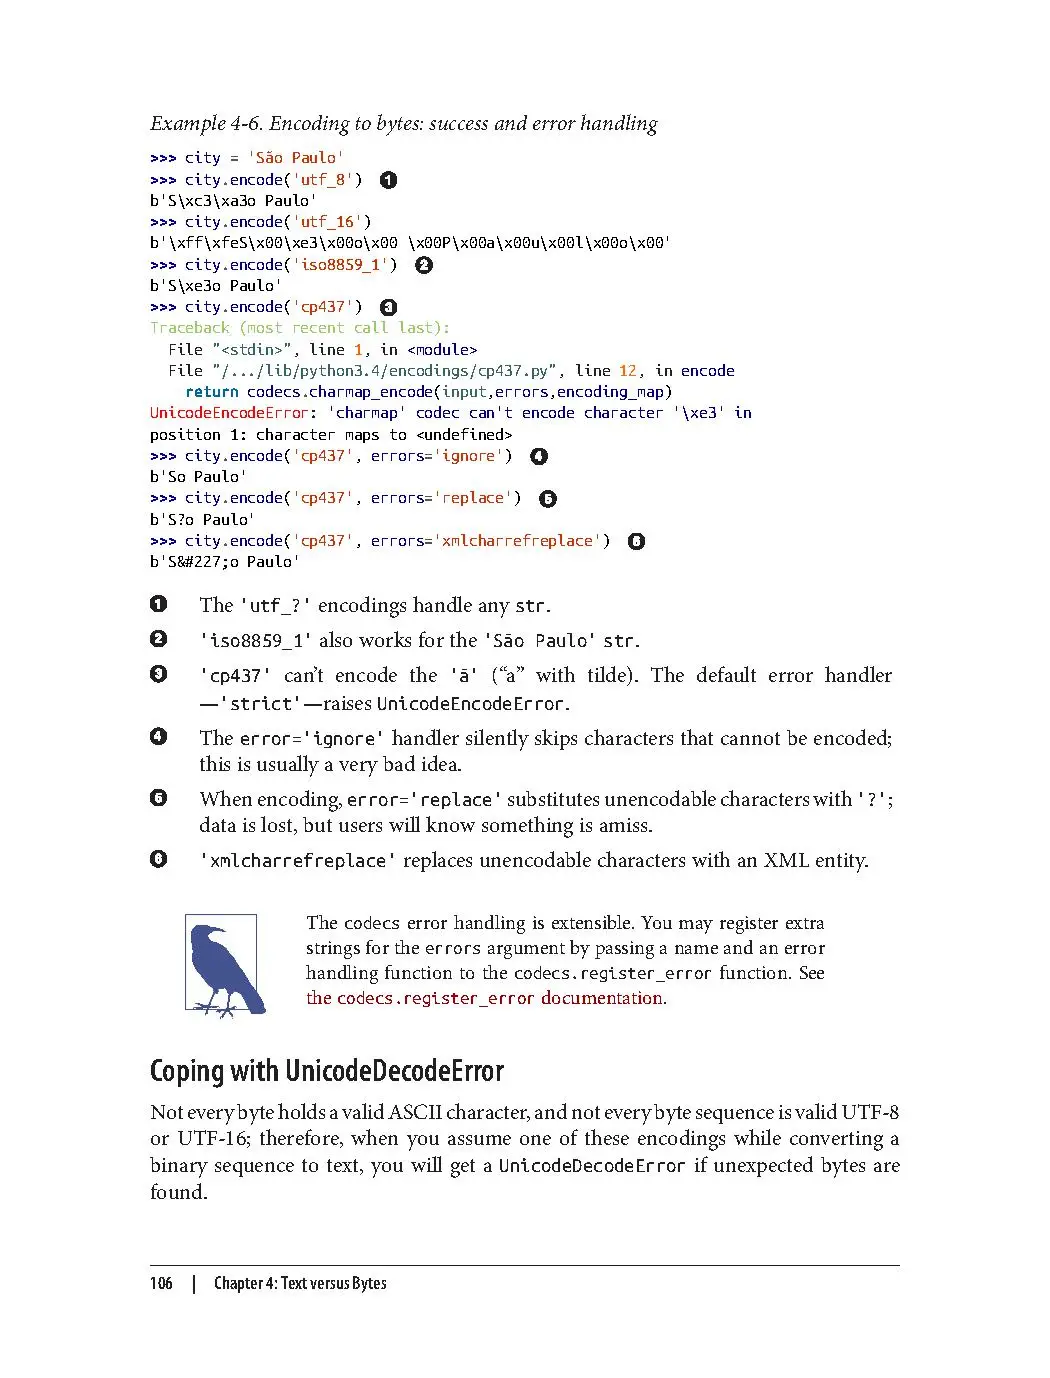 Example 4-6. Encoding to bytes: success and error handling
>>> city = 'São Paulo'
>>> city.encode('utf_8') ❶
b'S\xc3\xa3o Paulo'
>>> city.encode('utf_16')
b'\xff\xfeS\x00\xe3\x00o\x00 \x00P\x00a\x00u\x00l\x00o\x00'
>>> city.encode('iso8859_1') ❷
b'S\xe3o Paulo'
>>> city.encode('cp437') ❸
Traceback (most recent call last):
  File "<stdin>", line 1, in <module>
  File "/.../lib/python3.4/encodings/cp437.py", line 12, in encode
    return codecs.charmap_encode(input,errors,encoding_map)
UnicodeEncodeError: 'charmap' codec can't encode character '\xe3' in
position 1: character maps to <undefined>
>>> city.encode('cp437', errors='ignore') ❹
b'So Paulo'
>>> city.encode('cp437', errors='replace') ❺
b'S?o Paulo'
>>> city.encode('cp437', errors='xmlcharrefreplace') ❻
b'S&#227;o Paulo'
❶ The 'utf_?' encodings handle any str.
❷ 'iso8859_1' also works for the 'São Paulo' str.
❸ 'cp437' can’t encode the 'ã' (“a” with tilde). The default error handler
—'strict'—raises UnicodeEncodeError.
❹ The error='ignore' handler silently skips characters that cannot be encoded;
this is usually a very bad idea.
❺ When encoding, error='replace' substitutes unencodable characters with '?';
data is lost, but users will know something is amiss.
❻ 'xmlcharrefreplace' replaces unencodable characters with an XML entity.
The codecs error handling is extensible. You may register extra
strings for the errors argument by passing a name and an error
handling function to the codecs.register_error function. See
the codecs.register_error documentation.
Coping with UnicodeDecodeError
Not every byte holds a valid ASCII character, and not every byte sequence is valid UTF-8
or UTF-16; therefore, when you assume one of these encodings while converting a
binary sequence to text, you will get a UnicodeDecodeError if unexpected bytes are
found.
106 | Chapter 4: Text versus Bytes